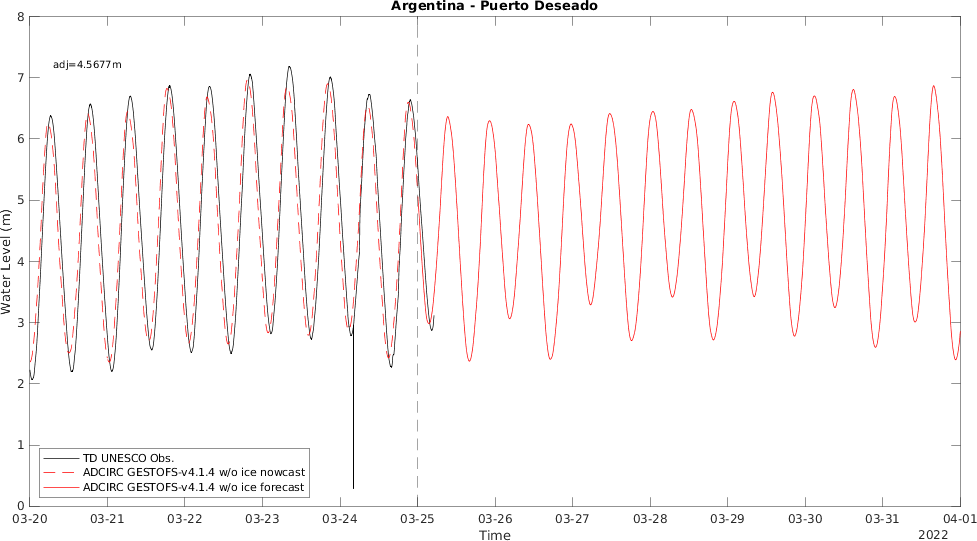 Argentina - Puerto Deseado
adj=4.5677m
Water Level (m)
8
7
6
5
4
3
2
1
0
TD UNESCO Obs.
ADCIRC GESTOFS-v4.1.4 w/o ice nowcast
ADCIRC GESTOFS-v4.1.4 w/o ice forecast
03-20 03-21 03-22 03-23 03-24 03-25 03-26 03-27 03-28 03-29 03-30 03-31 04-01
Time
2022